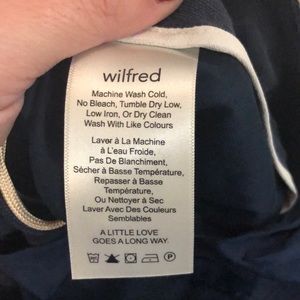 wilfred
Machine Wash Cold,
No Bleach, Tumble Dry Low,
Low Iron, Or Dry Clean
Wash With Like Colours
Laver à La Machine
à L'eau Froide,
Pas De Blanchiment,
Sécher à Basse Température,
Repasser à Basse
Température,
Ou Nettoyer à Sec
Laver Avec Des Couleurs
Semblables
A LITTLE LOVE
GOES A LONG WAY.
P